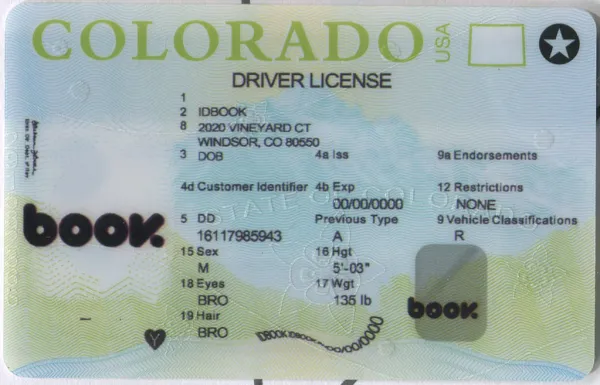 COLORADO
USA
DRIVER LICENSE
1
2 IDBOOK
8 2020 VINEYARD CT
WINDSOR, CO 80550
3 DOB
4a Iss
9a Endorsements
4d Customer Identifier
4b Exp
00/00/0000
12 Restrictions
NONE
5 DD
16117985943
Previous Type
A
9 Vehicle Classifications
R
15 Sex
M
16 Hgt
5'-03"
18 Eyes
BRO
17 Wgt
135 lb
19 Hair
BRO
STATE OF COLORADO
book.
book.
Y